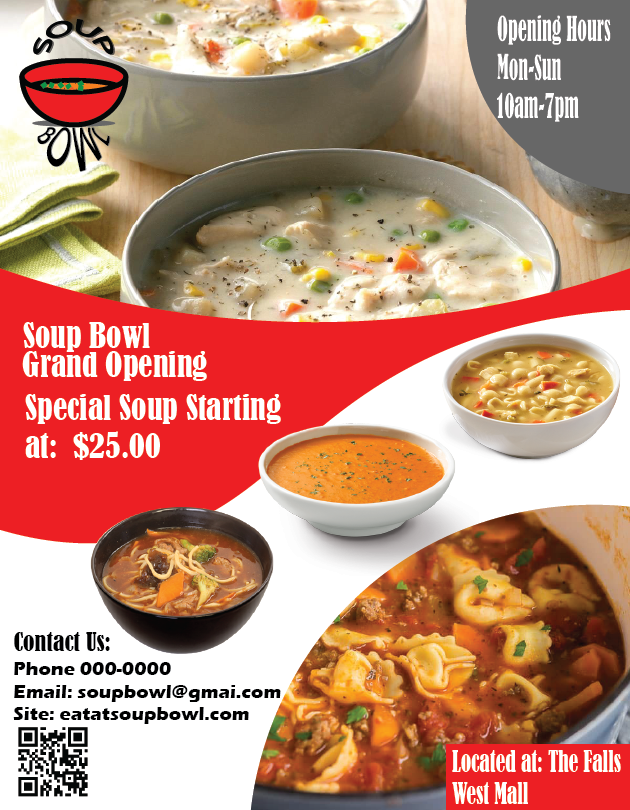 SOUP
BOWL
Opening Hours
Mon-Sun
10am-7pm
Soup Bowl
Grand Opening
Special Soup Starting
at: $25.00
Contact Us:
Phone 000-0000
Email: soupbowl@gmai.com
Site: eatatsoupbowl.com
Located at: The Falls
West Mall